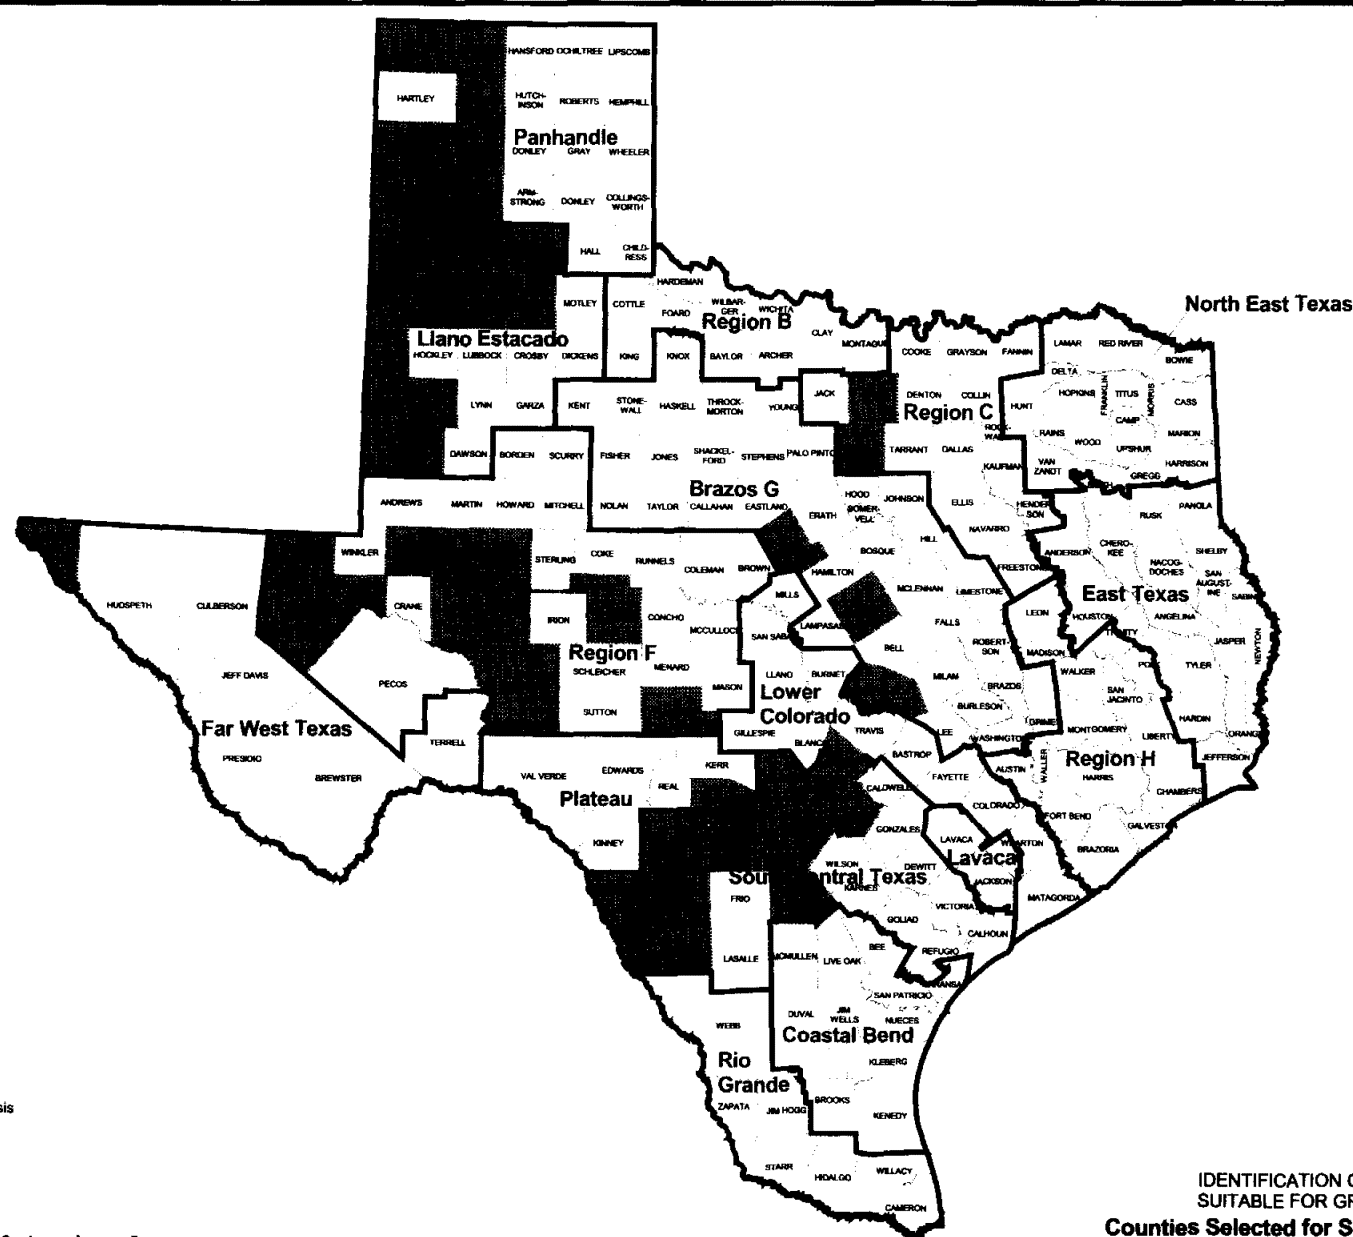 HANSFORD OCHILTREE LIPSCOMB
HARTLEY
HUTCH-
INSON
ROBERTS HEMPHILL
Panhandle
DONLEY GRAY WHEELER
ARM-
STRONG
DONLEY
COLLINGS-
WORTH
HALL
CHILD-
RESS
HARDEMAN
MOTLEY COTTLE
FOARD
WILBAR-
GER
WICHITA
Region B
CLAY
MONTAGUE
North East Texas
Llano Estacado
HOCKLEY LUBBOCK CROSBY DICKENS
KING KNOX BAYLOR ARCHER
COOKE GRAYSON FANNIN
LAMAR RED RIVER
BOWIE
DELTA
HOPKINS
FRANKLIN
TITUS
MORRIS
CASS
CAMP
LYNN GARZA KENT
STONE-
WALL
HASKELL
THROCK-
MORTON
YOUNG
JACK
DENTON COLLIN
Region C
HUNT
ROCK-
WALL
RAINS
WOOD
UPSHUR
MARION
HARRISON
GREGG
VAN
ZANDT
DAWSON BORDEN SCURRY FISHER JONES
SHACKEL-
FORD
STEPHENS PALO PINTO
TARRANT DALLAS
KAUFMAN
Brazos G
ANDREWS MARTIN HOWARD MITCHELL NOLAN TAYLOR CALLAHAN EASTLAND
ERATH
HOOD
SOMER-
VELL
JOHNSON
ELLIS
HENDER
SON
NAVARRO
RUSK
PANOLA
WINKLER
STERLING COKE RUNNELS
COLEMAN BROWN
HAMILTON
BOSQUE
HILL
FREESTONE
ANDERSON
CHERO-
KEE
NACOG-
DOCHES
SHELBY
SAN
AUGUST-
INE
SABINE
HUDSPETH CULBERSON
CRANE
IRION
CONCHO
MCCULLOCH
MILLS
LAMPASAS
SAN SABA
MCLENNAN LIMESTONE
FALLS
LEON
East Texas
HOUSTON
ANGELINA
TRINITY
JASPER
NEWTON
Region F
SCHLEICHER
MENARD
BELL
ROBERT-
SON
MADISON
WALKER
POLK
TYLER
JEFF DAVIS
PECOS
MASON
LLANO BURNET
MILAM
BRAZOS
SAN
JACINTO
SUTTON
Lower
Colorado
BURLESON
GRIMES
HARDIN
Far West Texas
TERRELL
GILLESPIE
BLANCO
TRAVIS
LEE
WASHINGTON
MONTGOMERY
LIBERTY
ORANGE
PRESIDIO
BREWSTER
BASTROP
AUSTIN
WALLER
Region H
JEFFERSON
VAL VERDE EDWARDS
KERR
REAL
CALDWELL
FAYETTE
HARRIS
CHAMBERS
Plateau
COLORADO
FORT BEND
GALVESTON
KINNEY
GONZALES
LAVACA
WHARTON
BRAZORIA
Lavaca
WILSON
DEWITT
KARNES
JACKSON
FRIO
VICTORIA
MATAGORDA
GOLIAD
CALHOUN
LASALLE MCMULLEN LIVE OAK
BEE
REFUGIO
SAN PATRICIO
DUVAL
JIM
WELLS
NUECES
WEBB
Coastal Bend
Rio
Grande
KLEBERG
ZAPATA
JIM HOGG
BROOKS
KENEDY
sis
STARR
HIDALGO
WILLACY
CAMERON
IDENTIFICATION
SUITABLE FOR
Counties Selected for